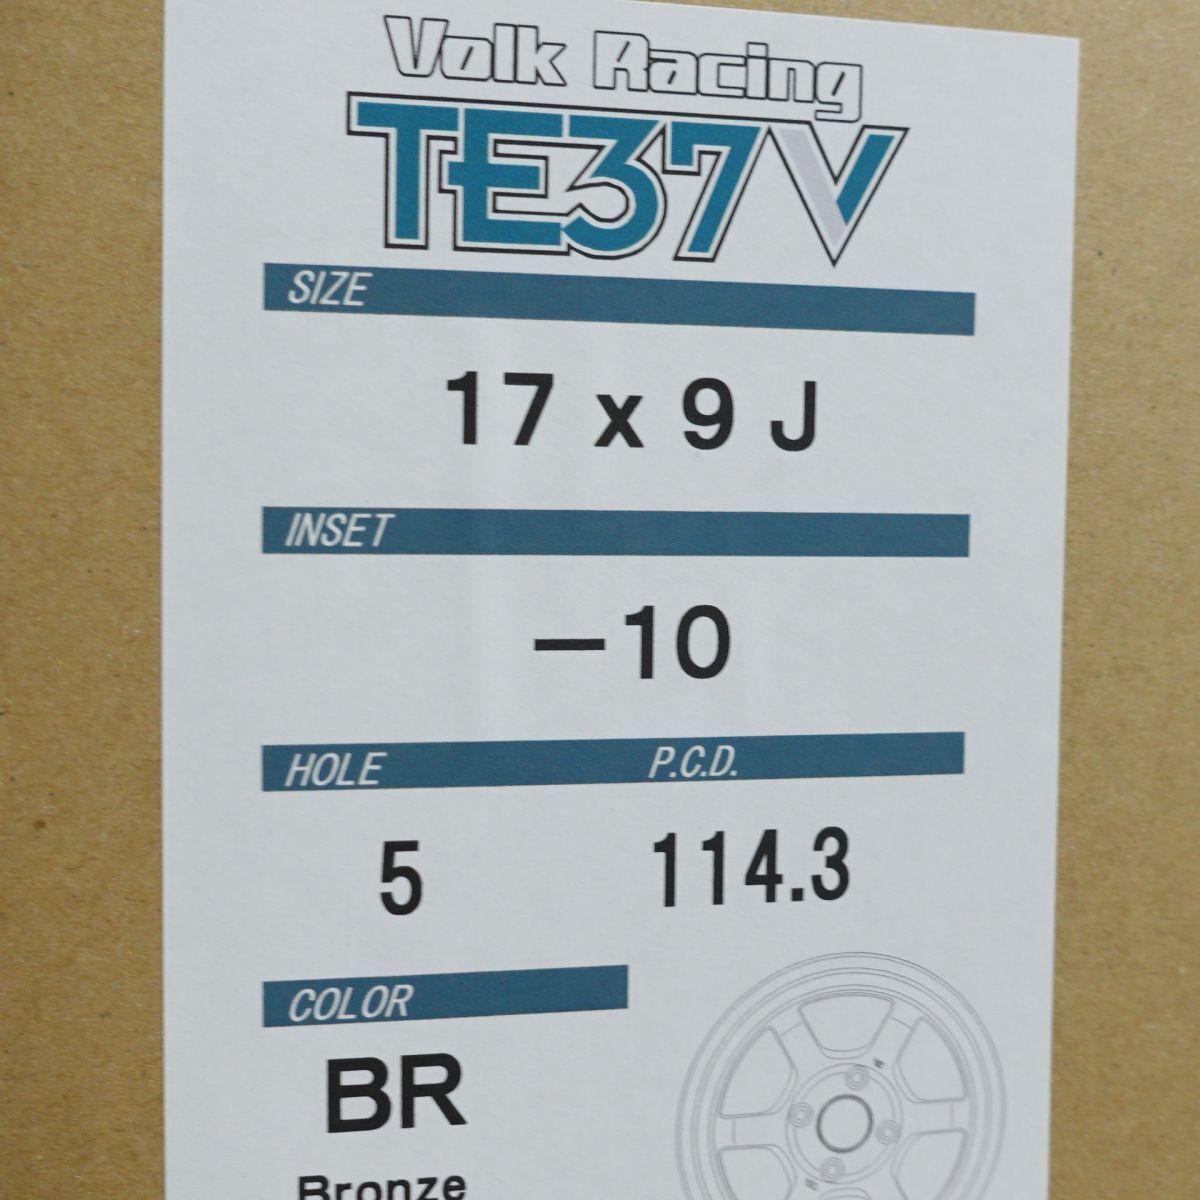 Volk Racing
TE37V
SIZE
17 x 9 J
INSET
−10
HOLE P.C.D.
5 114.3
COLOR
BR
Bronze